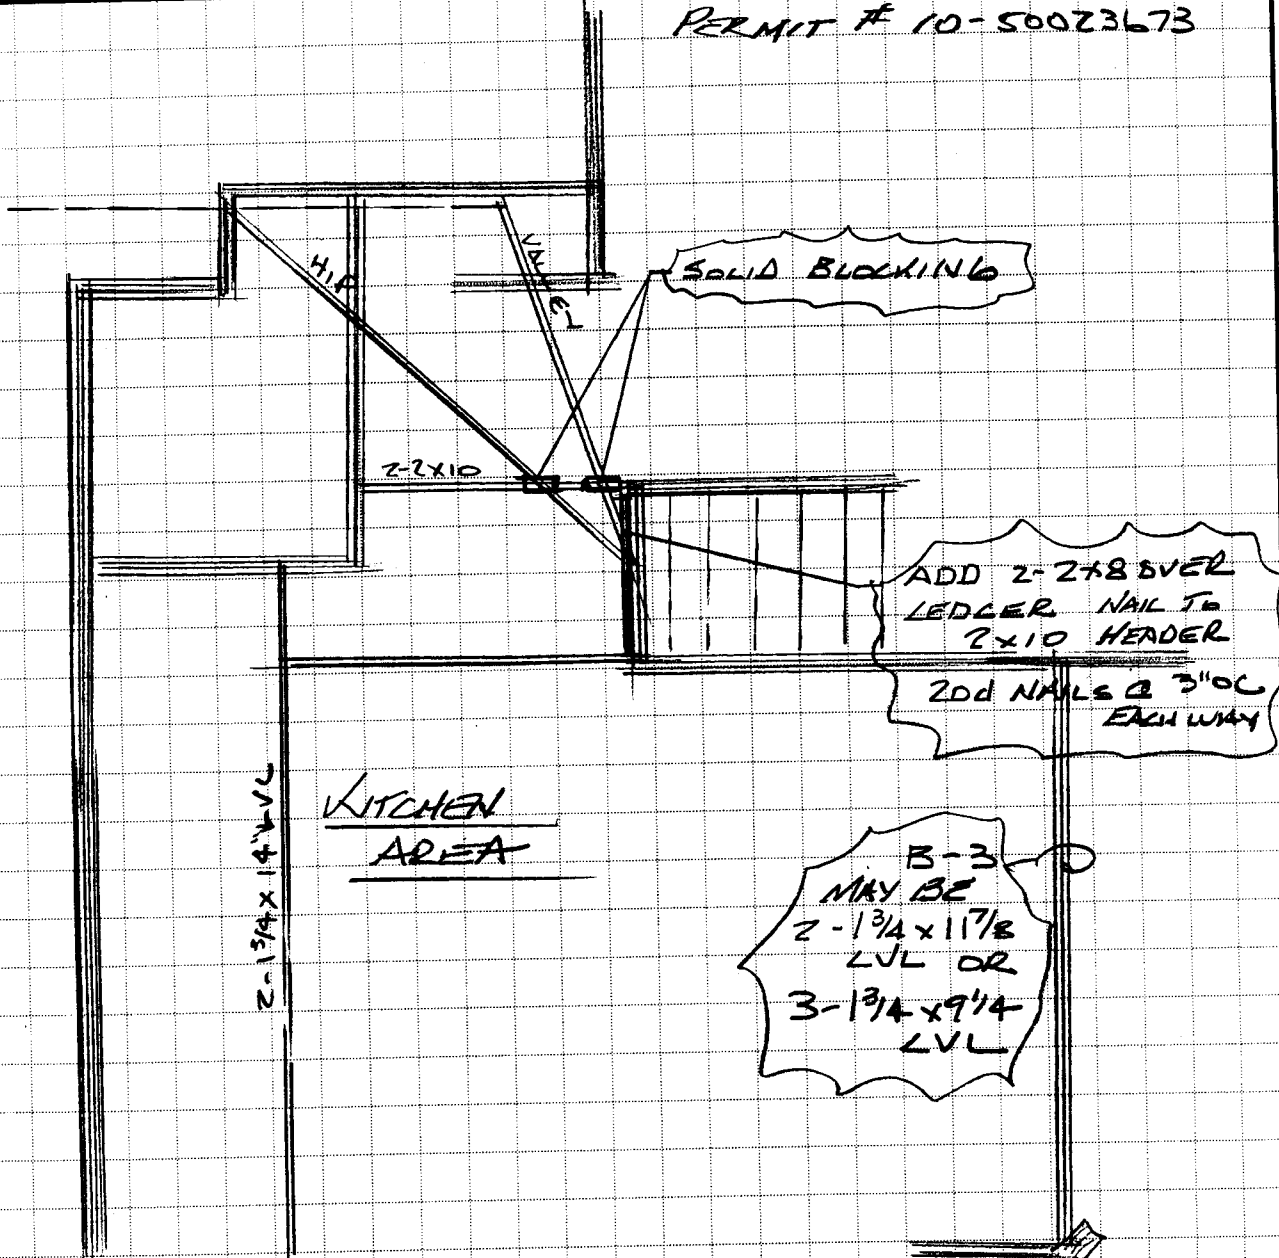 PERMIT # 10-50023673
HIP
VALLEY
SOLID BLOCKING
2-2X10
ADD 2-2X8 OVER
LEDGER NAIL TO
2X10 HEADER
20d NAILS @ 3"OC
EACH WAY
2-1 3/4 X 14" LVL
KITCHEN
AREA
B-3
MAY BE
2-1 3/4 X 11 7/8
LVL OR
3-1 3/4 X 9 1/4
LVL